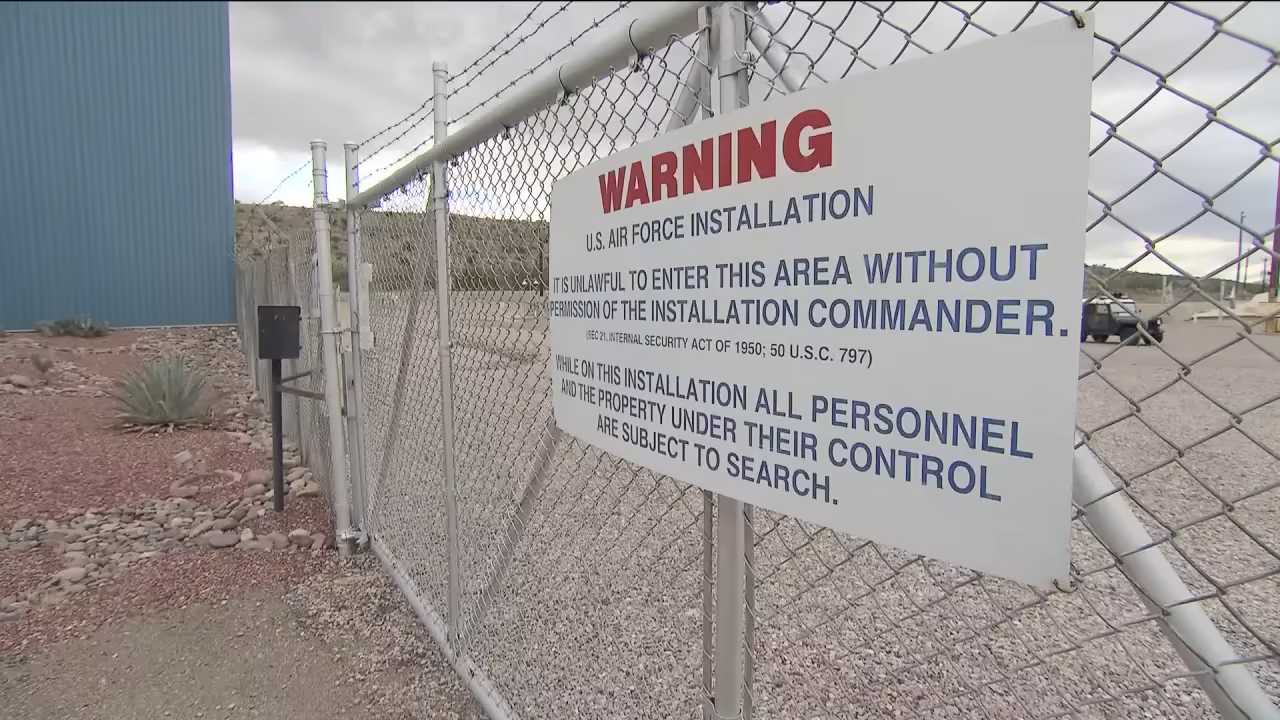 WARNING
U.S. AIR FORCE INSTALLATION
IT IS UNLAWFUL TO ENTER THIS AREA WITHOUT
PERMISSION OF THE INSTALLATION COMMANDER.
(SEC 21, INTERNAL SECURITY ACT OF 1950; 50 U.S.C. 797)
WHILE ON THIS INSTALLATION ALL PERSONNEL
AND THE PROPERTY UNDER THEIR CONTROL
ARE SUBJECT TO SEARCH.